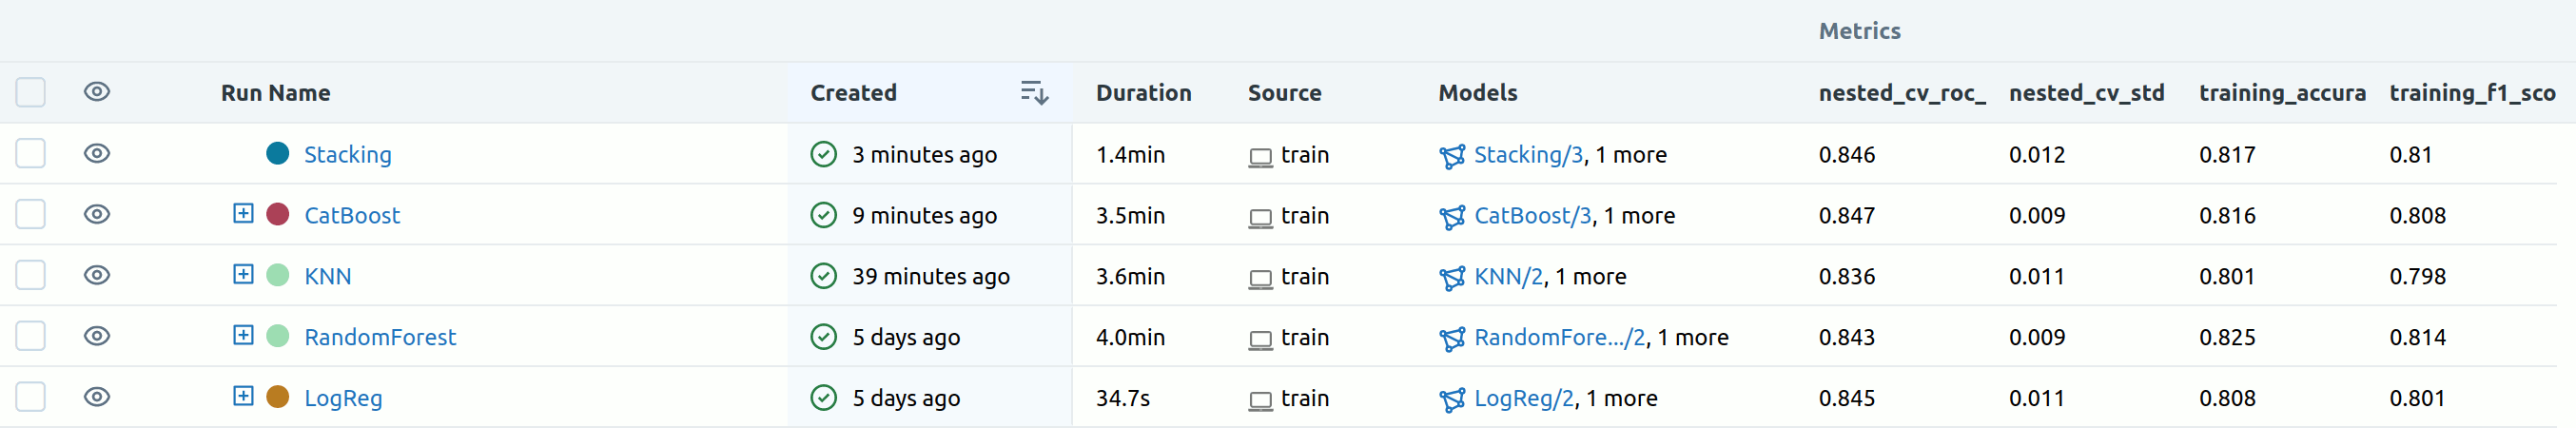 Metrics
Run Name Created Duration Source Models nested_cv_roc_ nested_cv_std training_accura training_f1_sco
Stacking 3 minutes ago 1.4min train Stacking/3, 1 more 0.846 0.012 0.817 0.81
CatBoost 9 minutes ago 3.5min train CatBoost/3, 1 more 0.847 0.009 0.816 0.808
KNN 39 minutes ago 3.6min train KNN/2, 1 more 0.836 0.011 0.801 0.798
RandomForest 5 days ago 4.0min train RandomFore.../2, 1 more 0.843 0.009 0.825 0.814
LogReg 5 days ago 34.7s train LogReg/2, 1 more 0.845 0.011 0.808 0.801